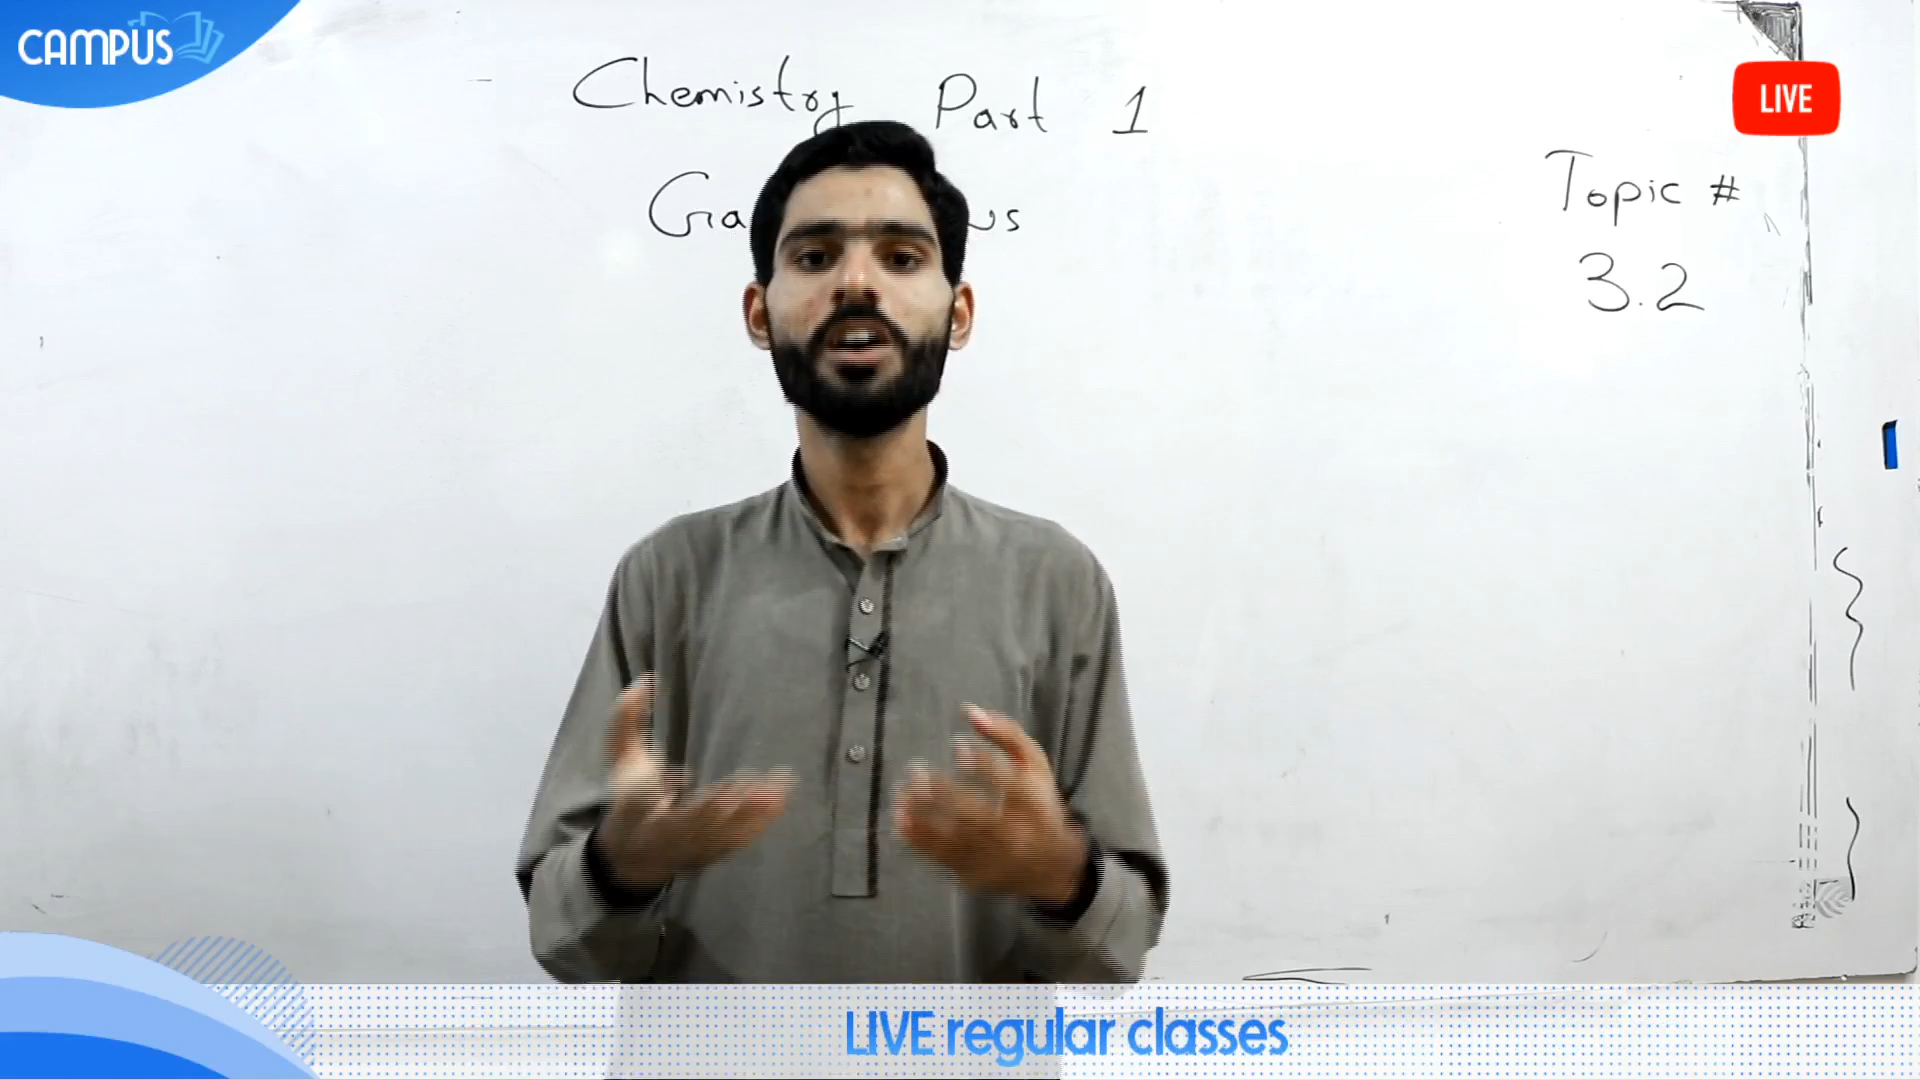 CAMPUS
LIVE
Chemistry Part 1
Topic #
3.2
LIVE regular classes